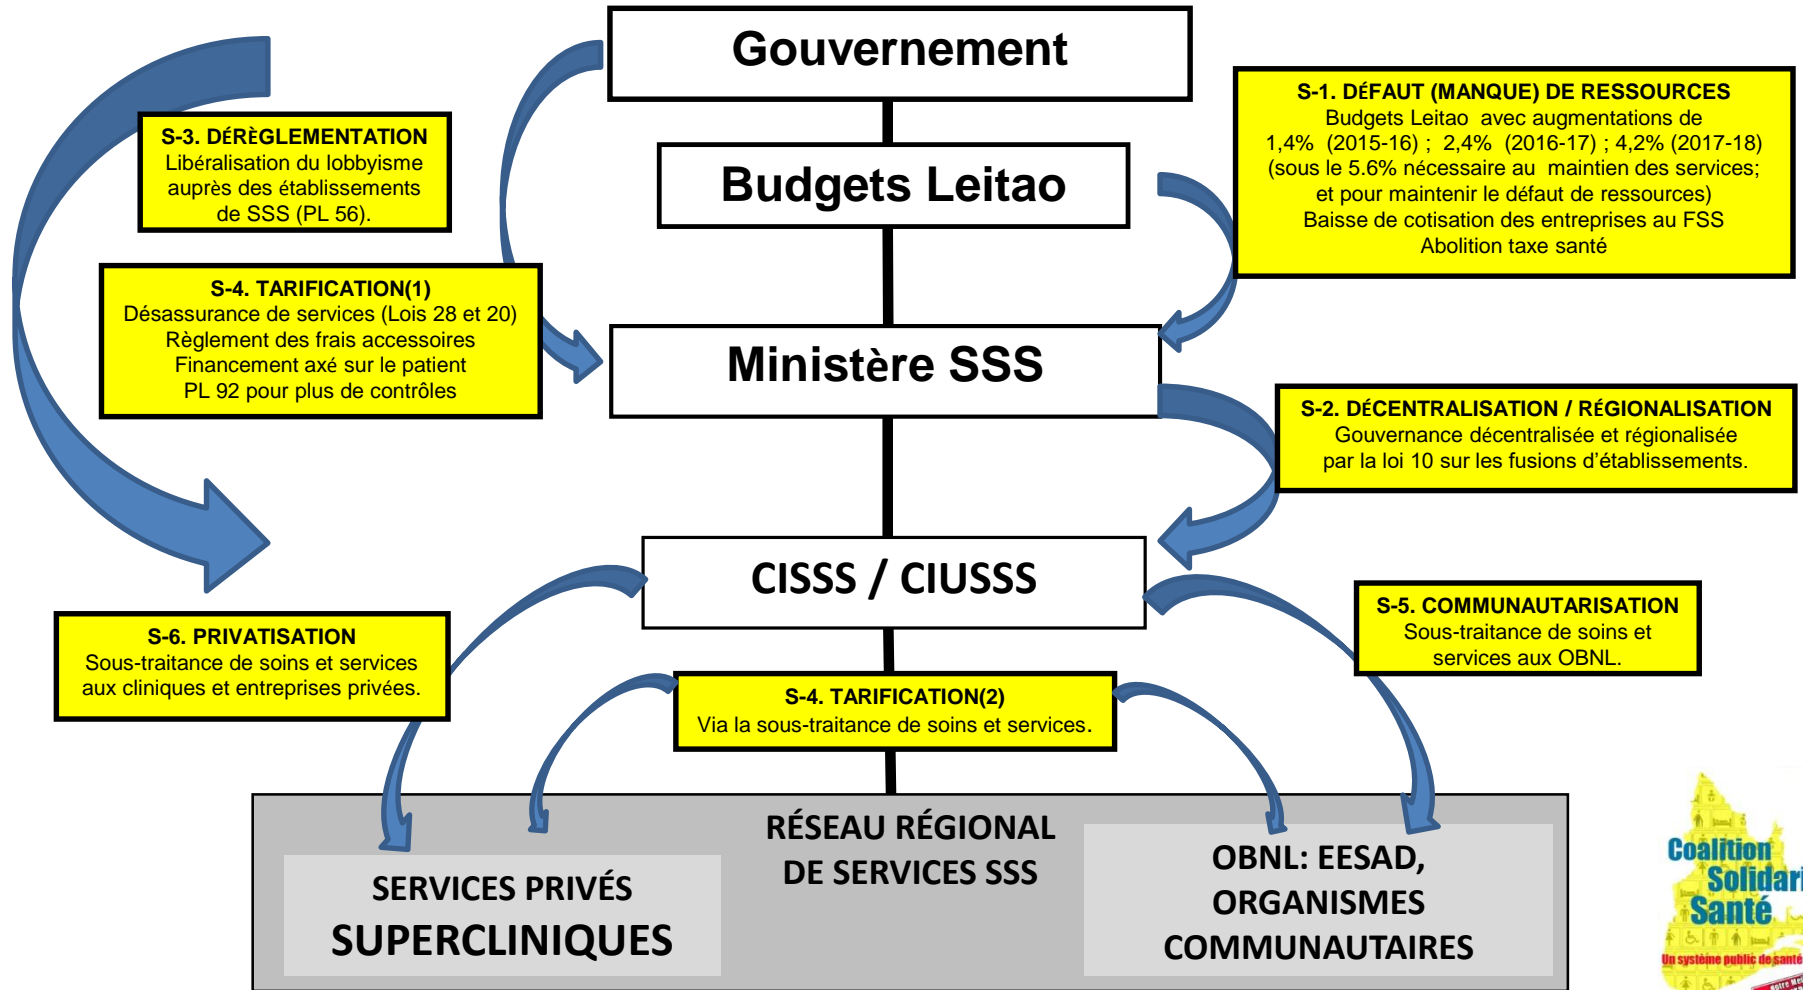 Gouvernement
S-1. DÉFAUT (MANQUE) DE RESSOURCES
Budgets Leitao avec augmentations de
1,4% (2015-16) ; 2,4% (2016-17) ; 4,2% (2017-18)
(sous le 5.6% nécessaire au maintien des services;
et pour maintenir le défaut de ressources)
Baisse de cotisation des entreprises au FSS
Abolition taxe santé
S-3. DÉRÈGLEMENTATION
Libéralisation du lobbyisme
auprès des établissements
de SSS (PL 56).
Budgets Leitao
S-4. TARIFICATION(1)
Désassurance de services (Lois 28 et 20)
Règlement des frais accessoires
Financement axé sur le patient
PL 92 pour plus de contrôles
Ministère SSS
S-2. DÉCENTRALISATION / RÉGIONALISATION
Gouvernance décentralisée et régionalisée
par la loi 10 sur les fusions d'établissements.
CISSS / CIUSSS
S-6. PRIVATISATION
Sous-traitance de soins et services
aux cliniques et entreprises privées.
S-5. COMMUNAUTARISATION
Sous-traitance de soins et
services aux OBNL.
S-4. TARIFICATION(2)
Via la sous-traitance de soins et services.
RÉSEAU RÉGIONAL
DE SERVICES SSS
SERVICES PRIVÉS
SUPERCLINIQUES
OBNL: EESAD,
ORGANISMES
COMMUNAUTAIRES
Coalition
Solidari
Santé
Un système public de santé